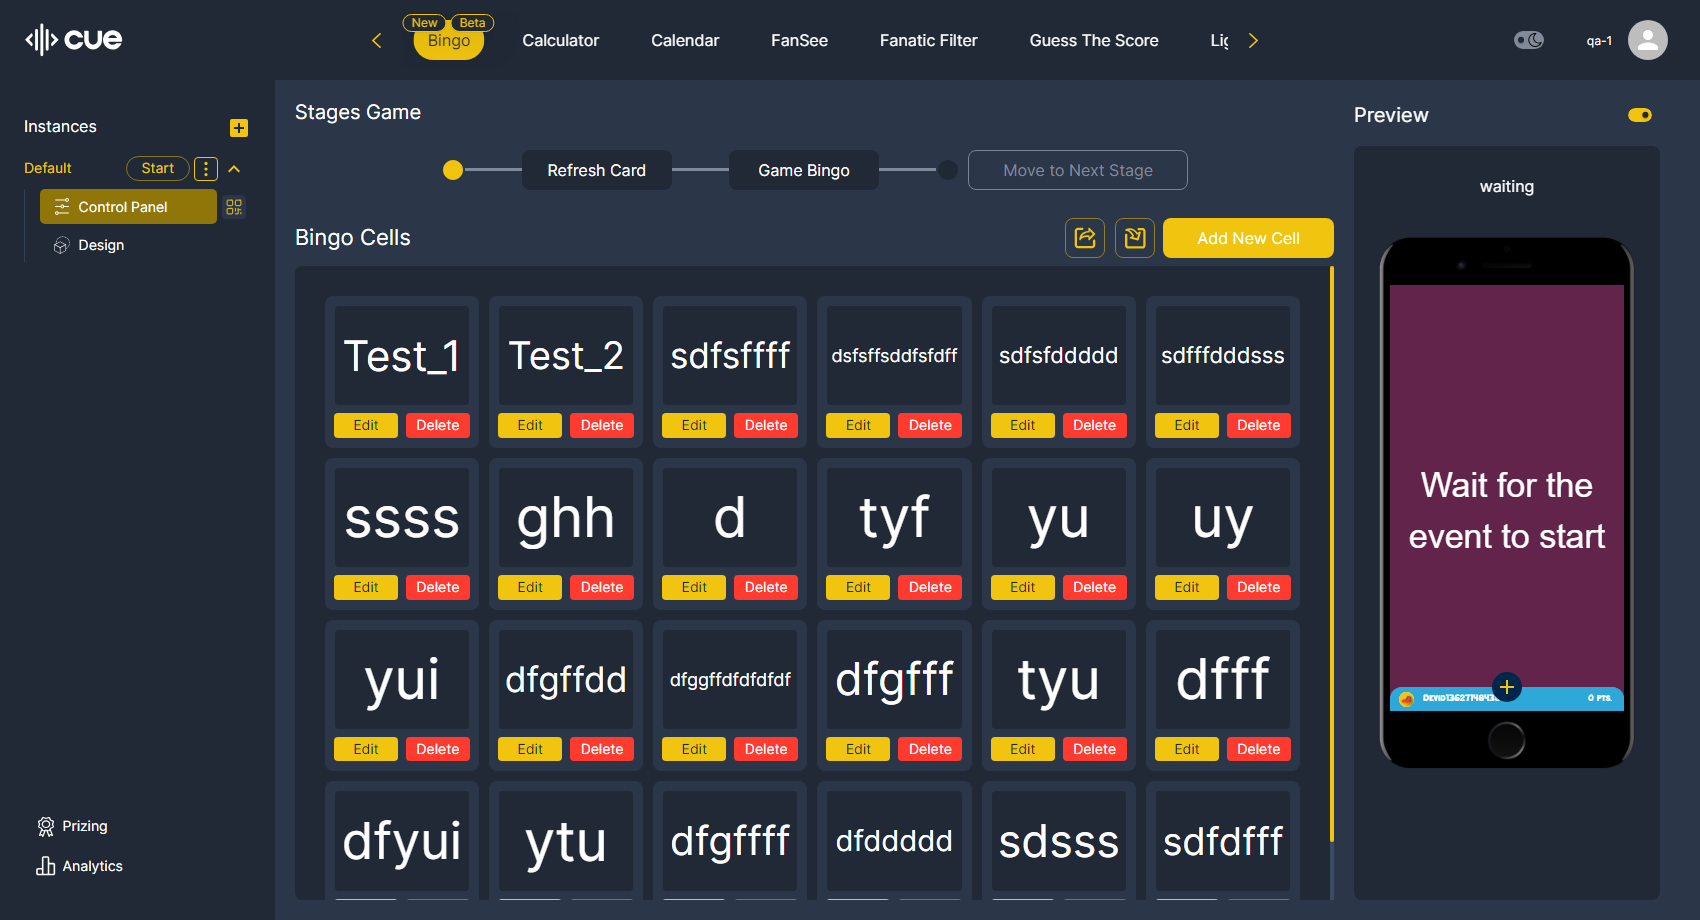 cue
New
Beta
Bingo
Calculator
Calendar
FanSee
Fanatic Filter
Guess The Score
qa-1
Instances
Default
Start
Control Panel
Design
Prizing
Analytics
Stages Game
Refresh Card
Game Bingo
Move to Next Stage
Bingo Cells
Add New Cell
Test_1
Test_2
sdfsffff
dsfsffsddfsfdff
sdfsfddddd
sdfffdddsss
Edit Delete Edit Delete Edit Delete Edit Delete Edit Delete Edit Delete
ssss
ghh
d
tyf
yu
uy
Edit Delete Edit Delete Edit Delete Edit Delete Edit Delete Edit Delete
yui
dfgffdd
dfggffdfdfdfdf
dfgfff
tyu
dfff
Edit Delete Edit Delete Edit Delete Edit Delete Edit Delete Edit Delete
dfyui
ytu
dfgffff
dfddddd
sdsss
sdfdfff
Preview
waiting
Wait for the
event to start
0 PTS.